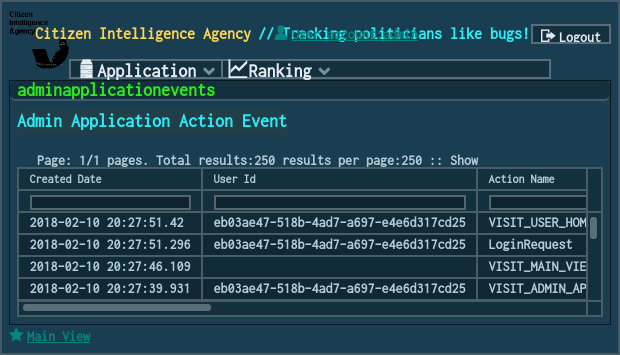 Citizen
Intelligence
Agency
Citizen Intelligence Agency // Tracking politicians like bugs!
Logout
Application Ranking
adminapplicationevents
Admin Application Action Event
Page: 1/1 pages. Total results:250 results per page:250 :: Show
Created Date User Id Action Name
2018-02-10 20:27:51.42 eb03ae47-518b-4ad7-a697-e4e6d317cd25 VISIT_USER_HOM
2018-02-10 20:27:51.296 eb03ae47-518b-4ad7-a697-e4e6d317cd25 LoginRequest
2018-02-10 20:27:46.109 VISIT_MAIN_VIE
2018-02-10 20:27:39.931 eb03ae47-518b-4ad7-a697-e4e6d317cd25 VISIT_ADMIN_AP
Main View